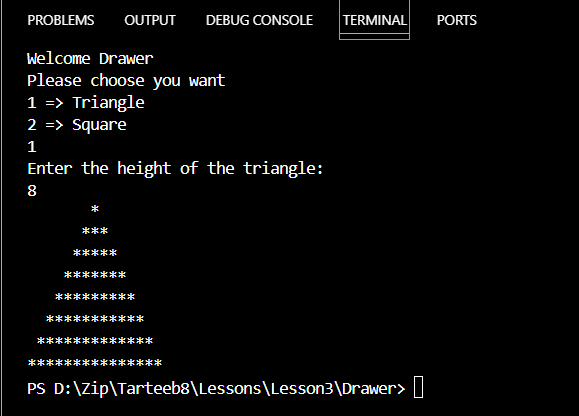 PROBLEMS OUTPUT DEBUG CONSOLE TERMINAL PORTS
Welcome Drawer
Please choose you want
1 => Triangle
2 => Square
1
Enter the height of the triangle:
8
       *
      ***
     *****
    *******
   *********
  ***********
 *************
***************
PS D:\Zip\Tarteeb8\Lessons\Lesson3\Drawer>